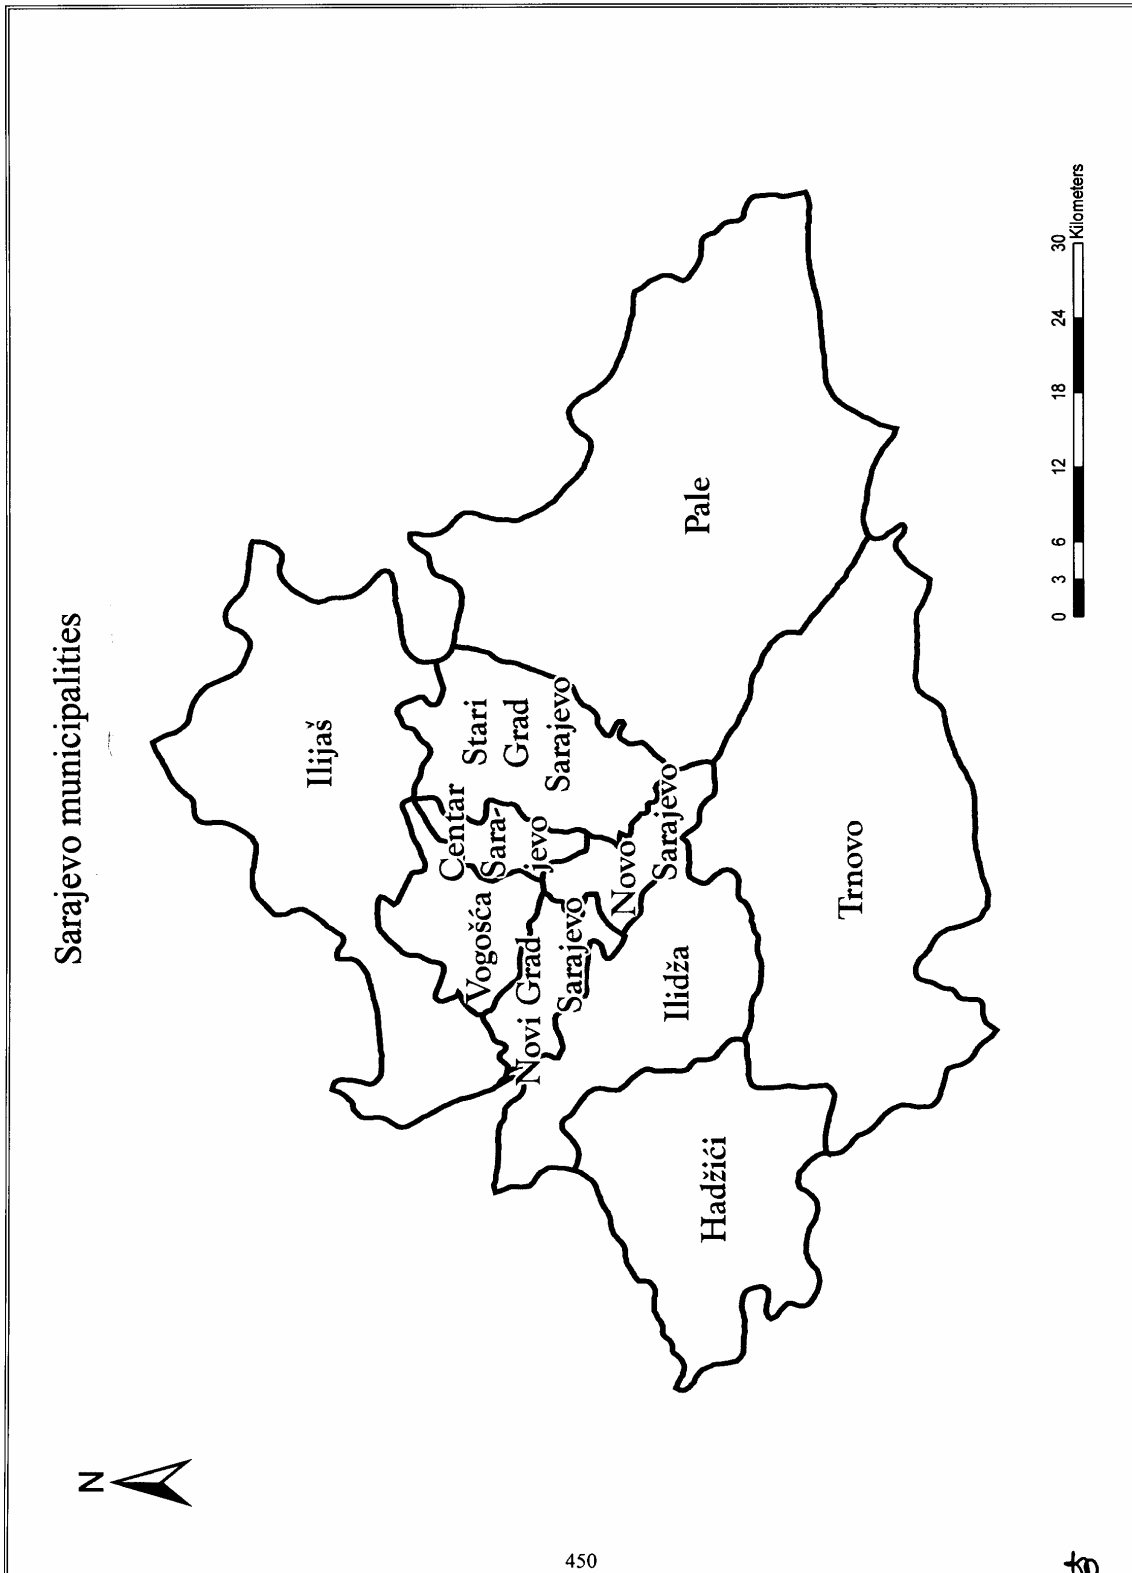 Sarajevo municipalities
N
Ilijaš
Vogošća
Centar
Sara-
jevo
Stari
Grad
Sarajevo
Novi Grad
Sarajevo
Novo
Sarajevo
Pale
Ilidža
Hadžići
Trnovo
0 3 6 12 18 24 30
Kilometers
450